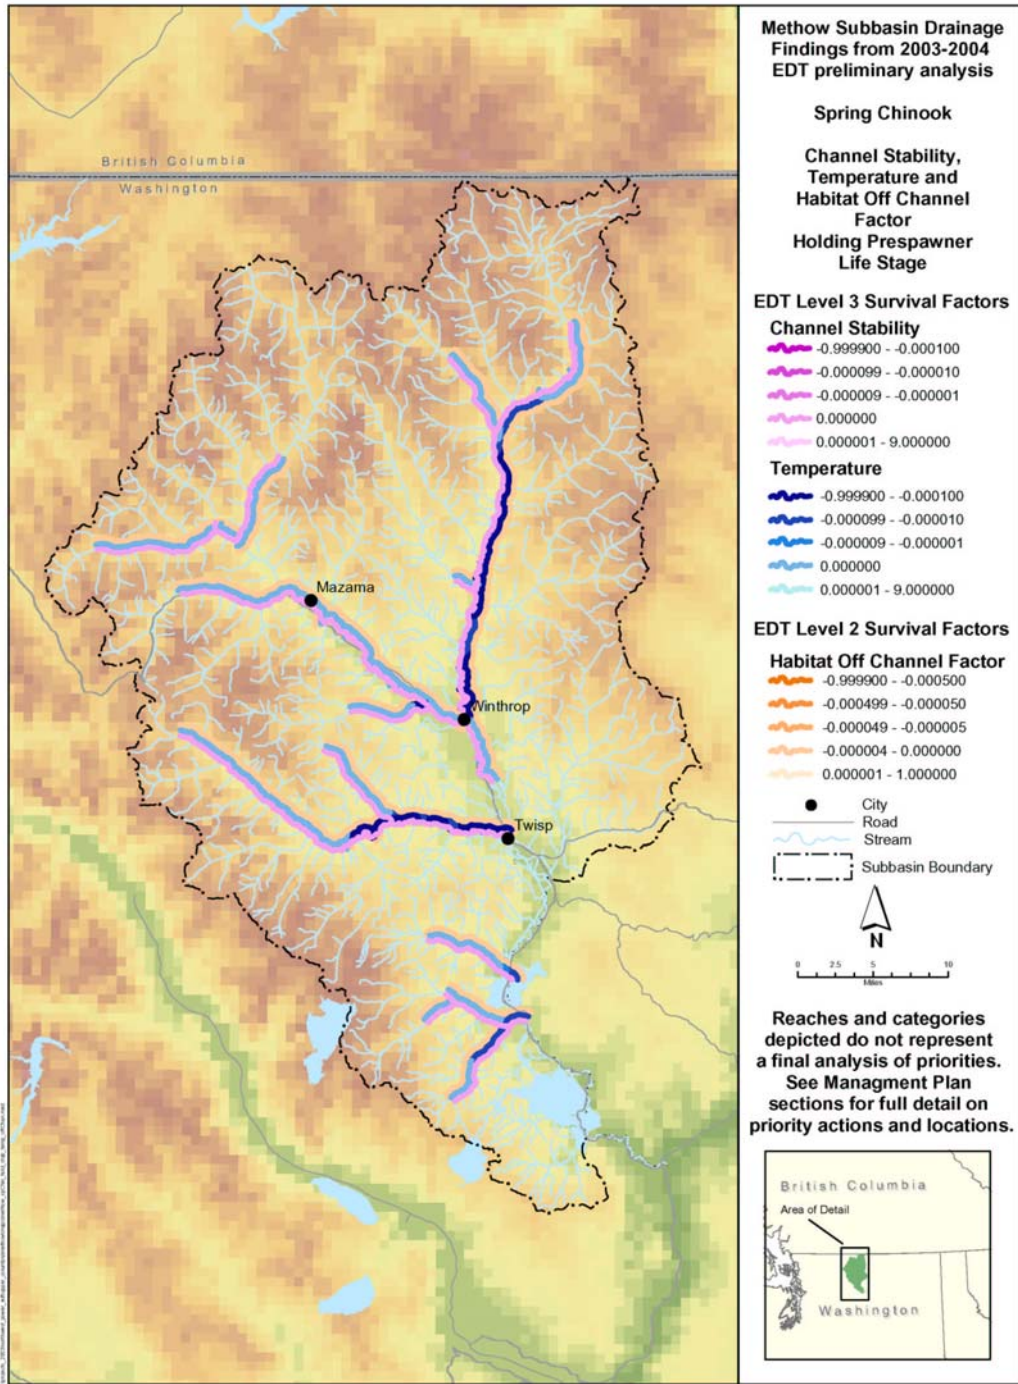 Methow Subbasin Drainage
Findings from 2003-2004
EDT preliminary analysis
Spring Chinook
Channel Stability,
Temperature and
Habitat Off Channel
Factor
Holding Prespawner
Life Stage
EDT Level 3 Survival Factors
Channel Stability
-0.999900 - -0.000100
-0.000099 - -0.000010
-0.000009 - -0.000001
0.000000
0.000001 - 9.000000
Temperature
-0.999900 - -0.000100
-0.000099 - -0.000010
-0.000009 - -0.000001
0.000000
0.000001 - 9.000000
EDT Level 2 Survival Factors
Habitat Off Channel Factor
-0.999900 - -0.000500
-0.000499 - -0.000050
-0.000049 - -0.000005
-0.000004 - 0.000000
0.000001 - 1.000000
City
Road
Stream
Subbasin Boundary
N
0 2.5 5 10
Miles
Reaches and categories
depicted do not represent
a final analysis of priorities.
See Managment Plan
sections for full detail on
priority actions and locations.
British Columbia
Area of Detail
Washington
British Columbia
Washington
Mazama
Winthrop
Twisp